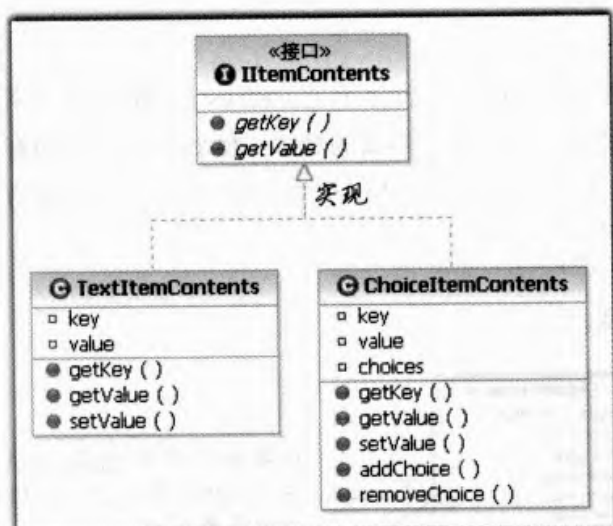 «接口»
I IItemContents
getKey ( )
getValue ( )
实现
C TextItemContents
key
value
getKey ( )
getValue ( )
setValue ( )
C ChoiceItemContents
key
value
choices
getKey ( )
getValue ( )
setValue ( )
addChoice ( )
removeChoice ( )